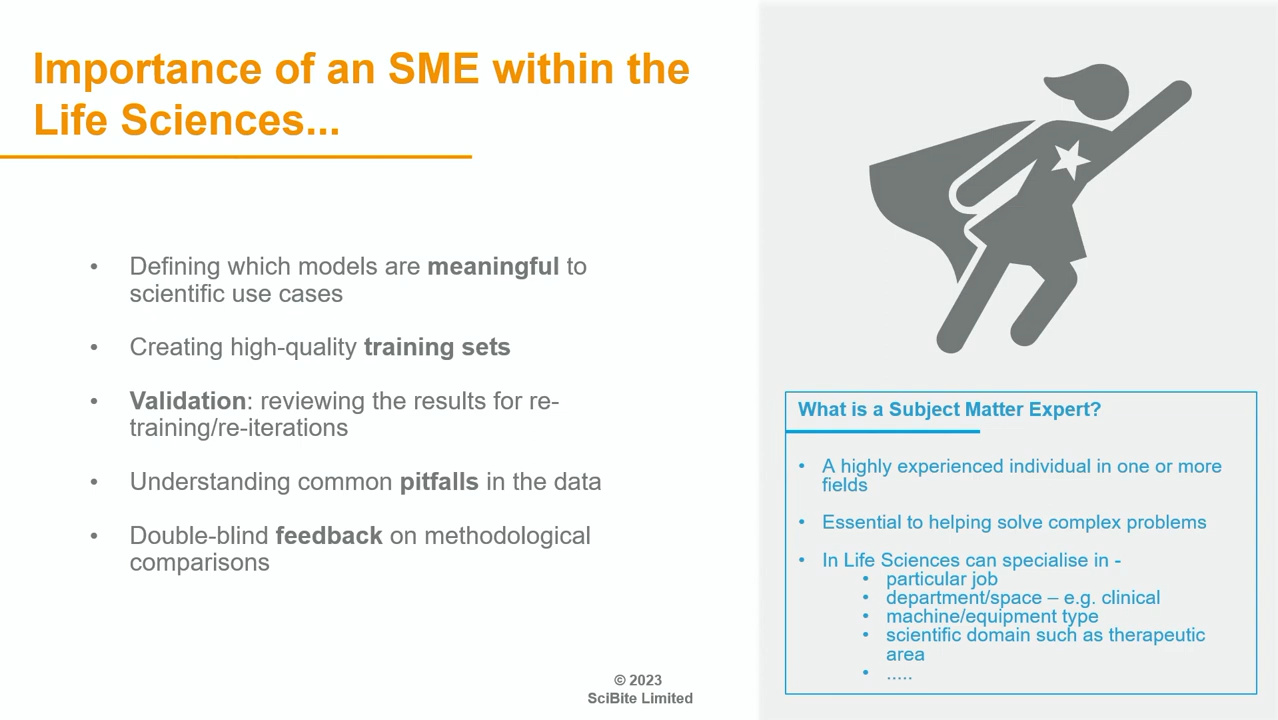 Importance of an SME within the
Life Sciences...
• Defining which models are meaningful to
scientific use cases
• Creating high-quality training sets
• Validation: reviewing the results for re-
training/re-iterations
• Understanding common pitfalls in the data
• Double-blind feedback on methodological
comparisons
What is a Subject Matter Expert?
• A highly experienced individual in one or more
fields
• Essential to helping solve complex problems
• In Life Sciences can specialise in -
• particular job
• department/space – e.g. clinical
• machine/equipment type
• scientific domain such as therapeutic
area
• .....
© 2023
SciBite Limited